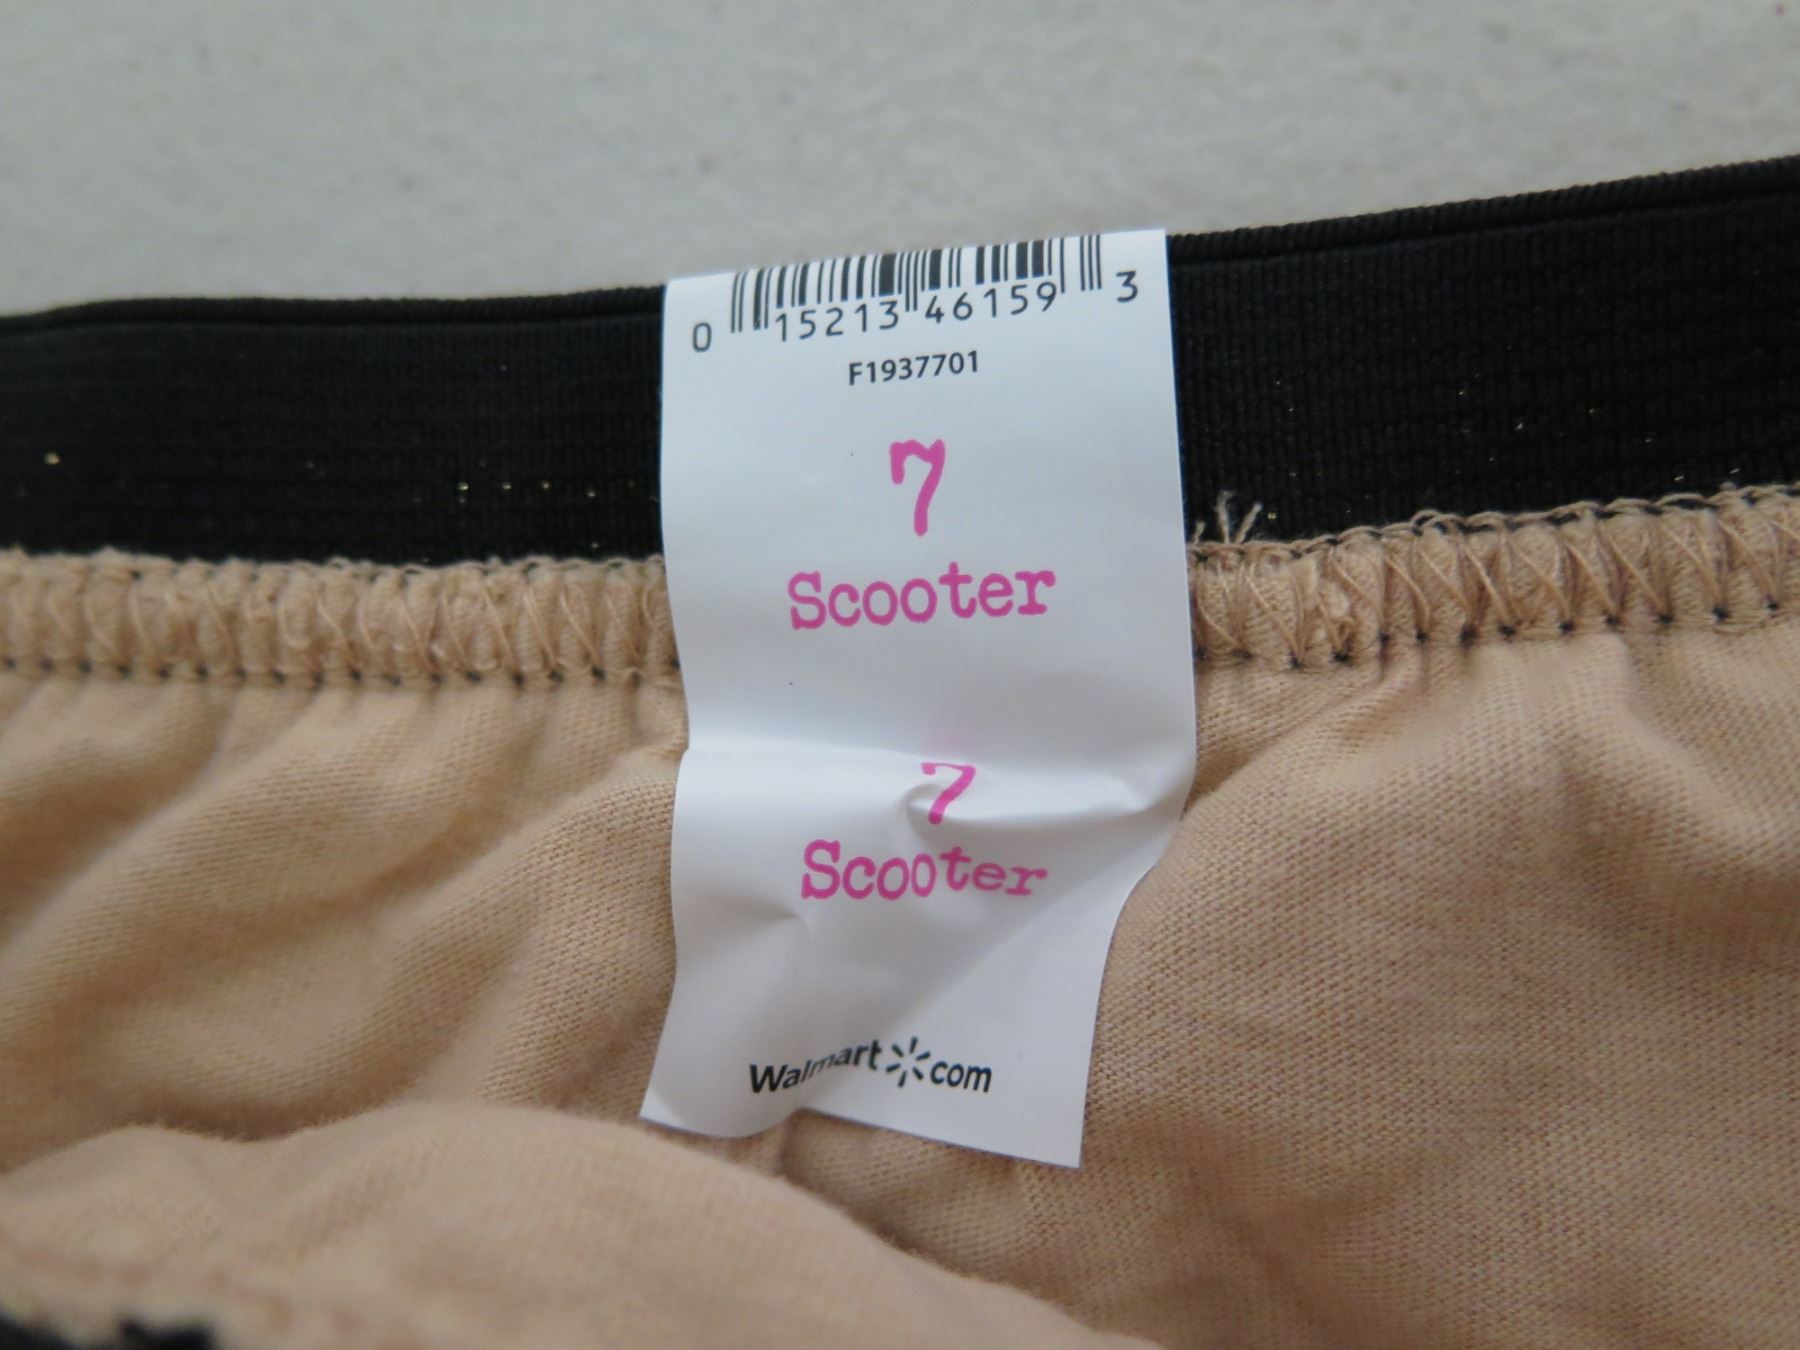 0 15213 46159 3
F1937701
7
Scooter
7
Scooter
Walmart com